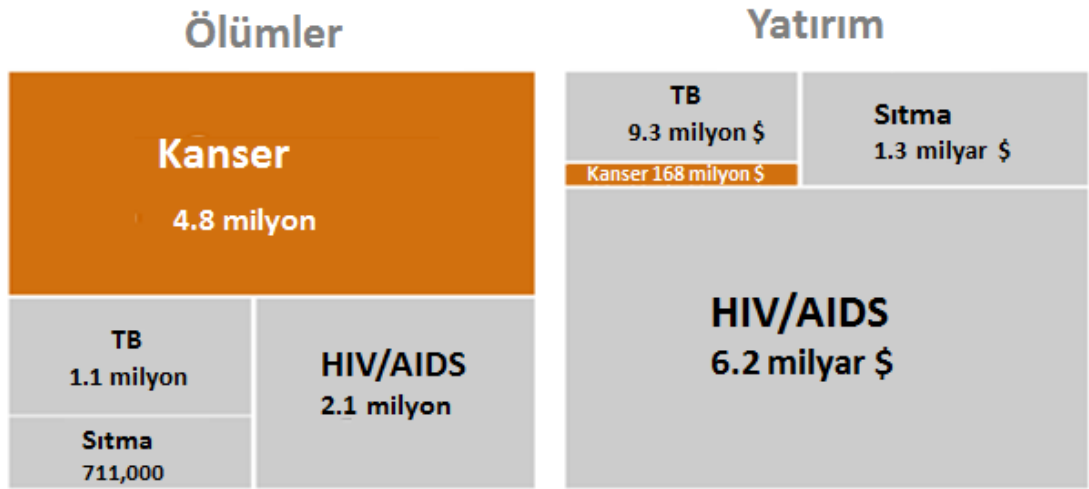 Ölümler
Kanser
4.8 milyon
TB
1.1 milyon
HIV/AIDS
2.1 milyon
Sıtma
711,000
Yatırım
TB
9.3 milyon $
Sıtma
1.3 milyar $
Kanser 168 milyon $
HIV/AIDS
6.2 milyar $